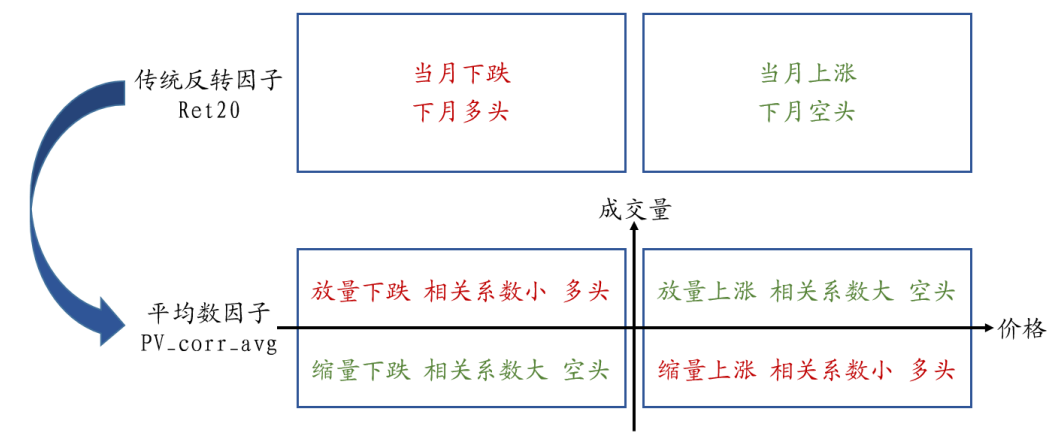 传统反转因子
Ret20
当月下跌
下月多头
当月上涨
下月空头
成交量
平均数因子
PV_corr_avg
放量下跌 相关系数小 多头
放量上涨 相关系数大 空头
价格
缩量下跌 相关系数大 空头
缩量上涨 相关系数小 多头